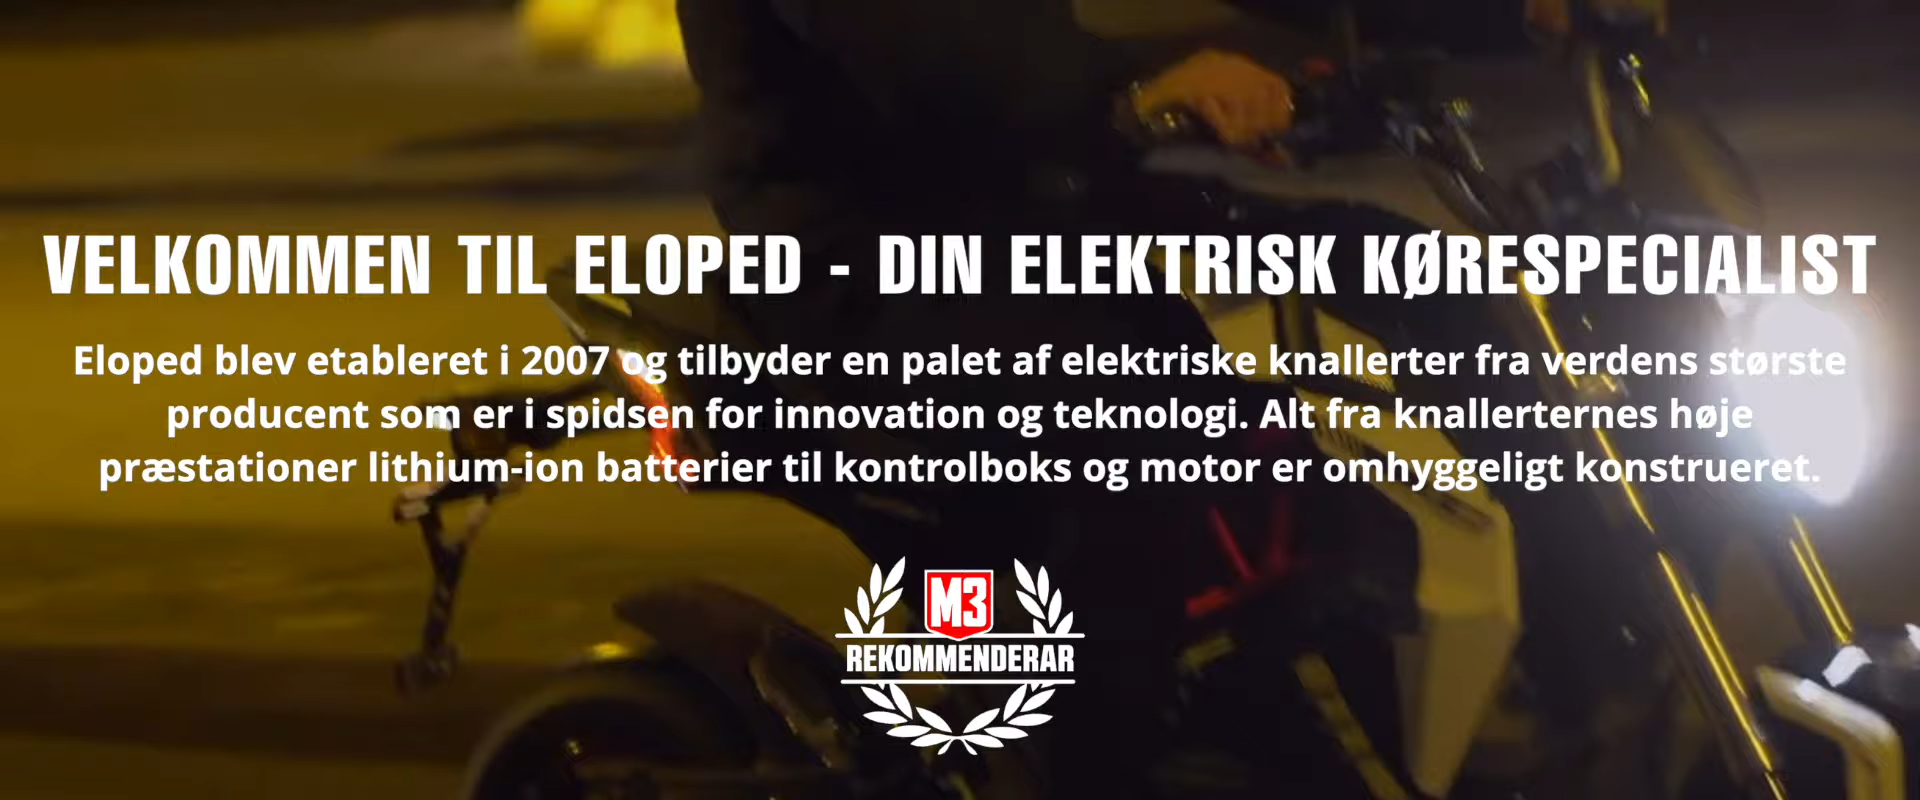 VELKOMMEN TIL ELOPED - DIN ELEKTRISK KØRESPECIALIST
Eloped blev etableret i 2007 og tilbyder en palet af elektriske knallerter fra verdens største
producent som er i spidsen for innovation og teknologi. Alt fra knallerternes høje
præstationer lithium-ion batterier til kontrolboks og motor er omhyggeligt konstrueret.
M3
REKOMMENDERAR